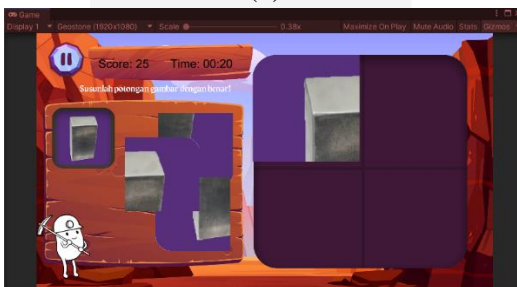 Game
Display 1 Geostone (1920x1080) Scale 0.38x Maximize On Play Mute Audio Stats Gizmos
Score: 25 Time: 00:20
Susunlah potongan gambar dengan benar!